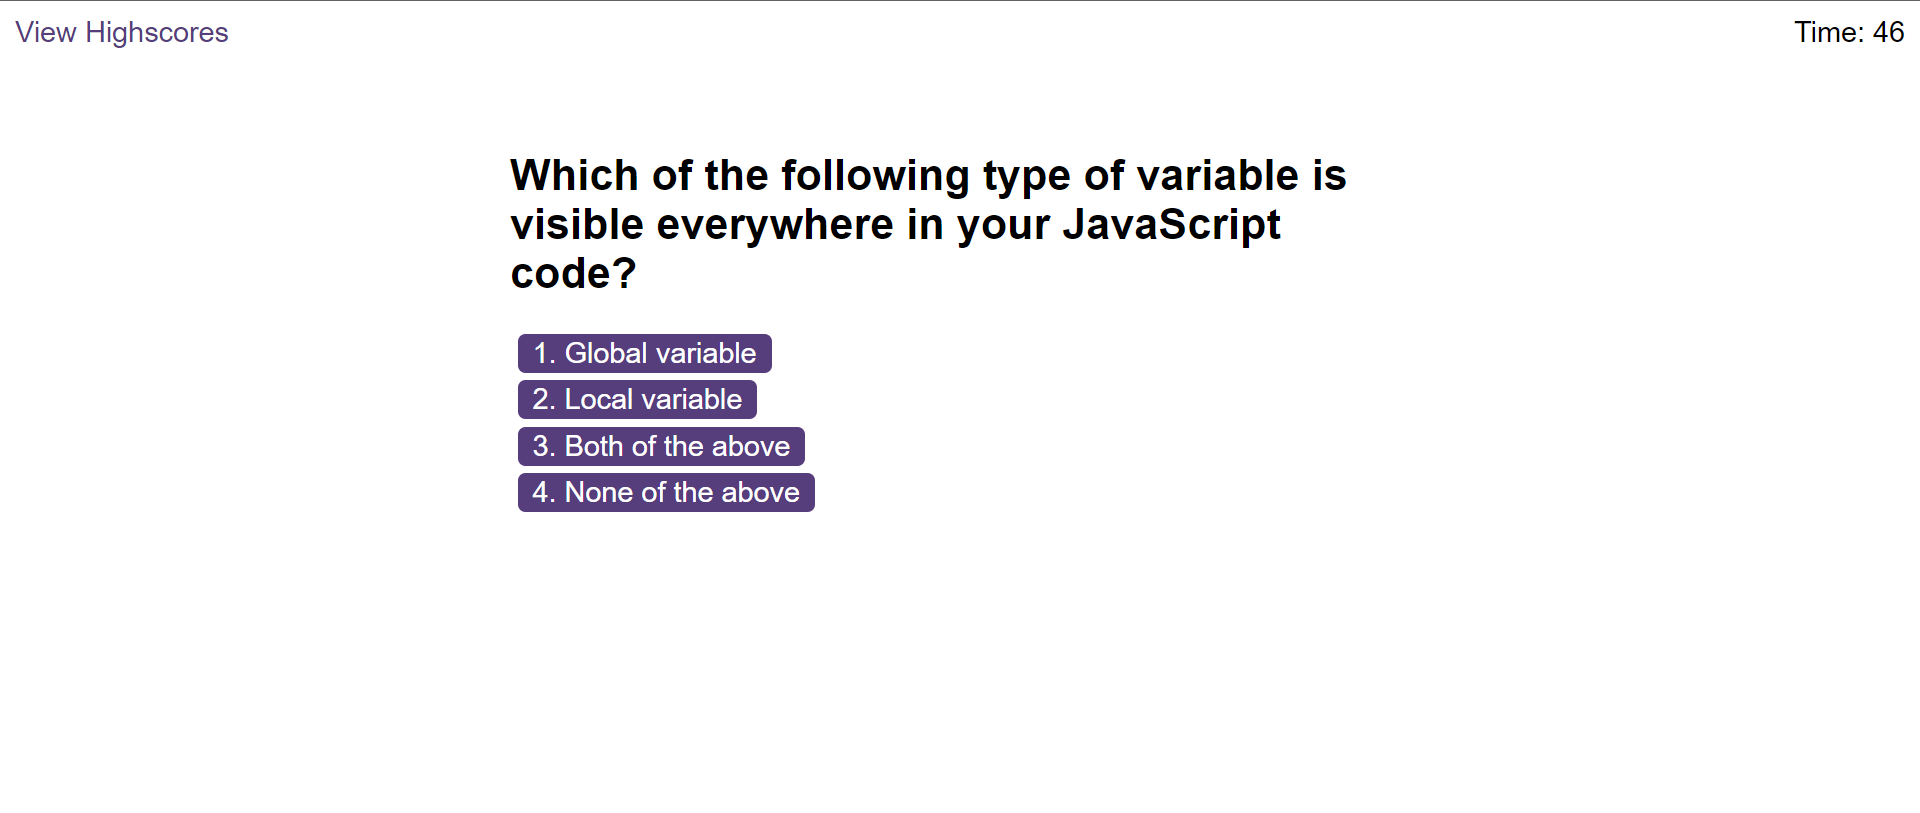 View Highscores
Time: 46
Which of the following type of variable is
visible everywhere in your JavaScript
code?
1. Global variable
2. Local variable
3. Both of the above
4. None of the above